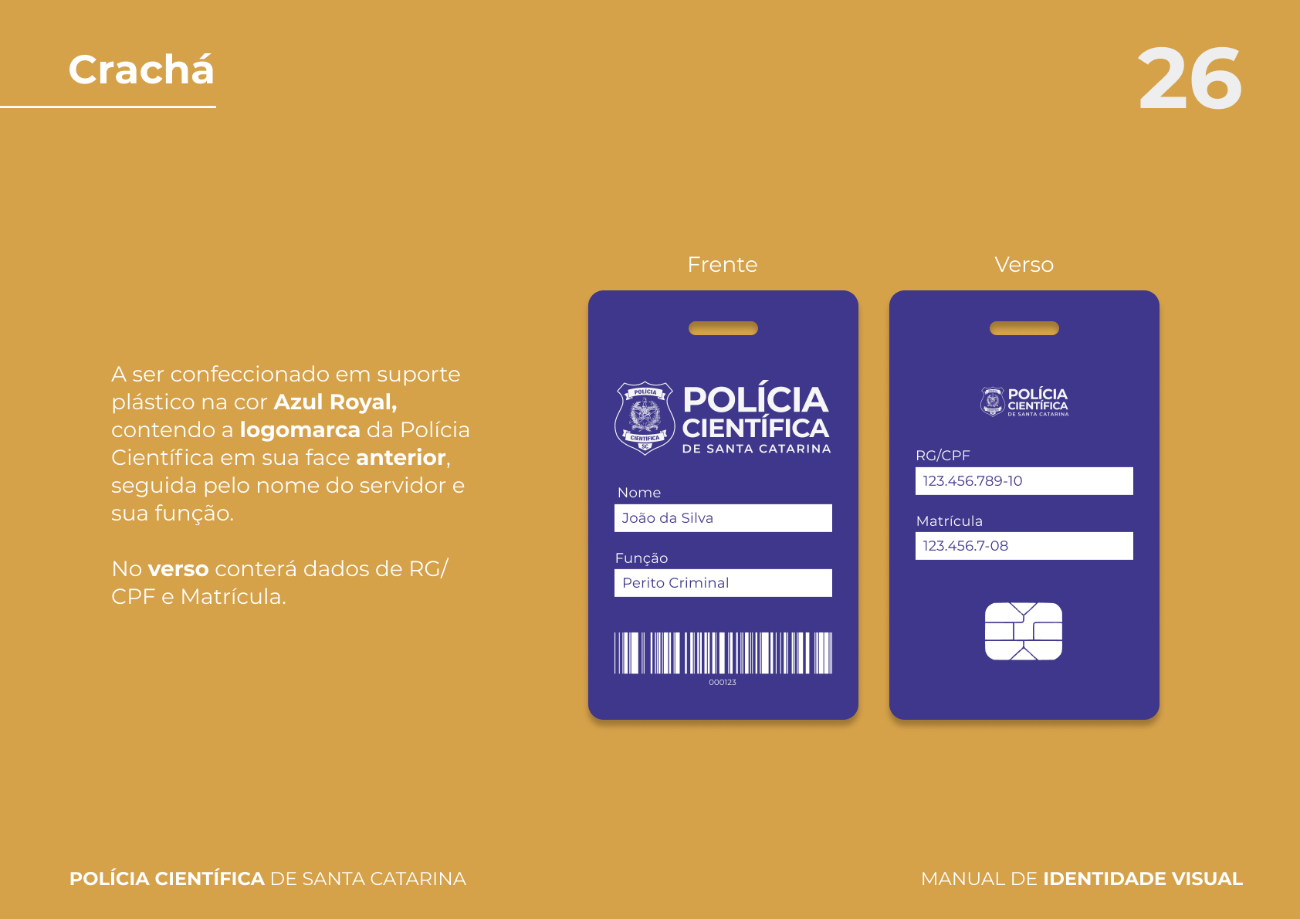 Crachá
26
A ser confeccionado em suporte
plástico na cor Azul Royal,
contendo a logomarca da Polícia
Científica em sua face anterior,
seguida pelo nome do servidor e
sua função.
No verso conterá dados de RG/
CPF e Matrícula.
Frente
POLÍCIA
CIENTÍFICA
SC
POLÍCIA
CIENTÍFICA
DE SANTA CATARINA
Nome
João da Silva
Função
Perito Criminal
000123
Verso
POLÍCIA
CIENTÍFICA
DE SANTA CATARINA
RG/CPF
123.456.789-10
Matrícula
123.456.7-08
POLÍCIA CIENTÍFICA DE SANTA CATARINA
MANUAL DE IDENTIDADE VISUAL